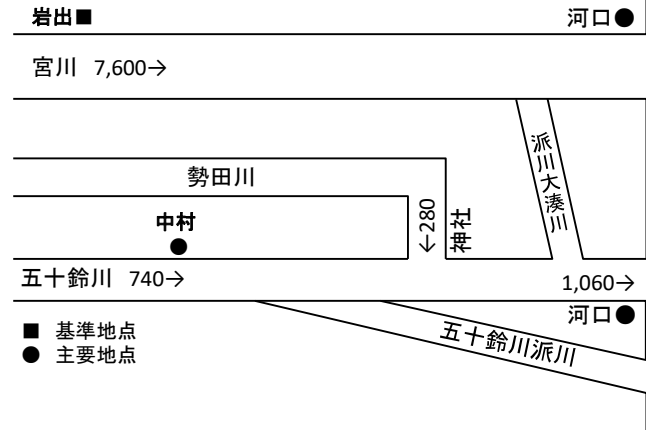 岩出■
河口●
宮川 7,600→
派川大湊川
勢田川
←280
神社
中村
●
五十鈴川 740→
1,060→
河口●
五十鈴川派川
■ 基準地点
● 主要地点